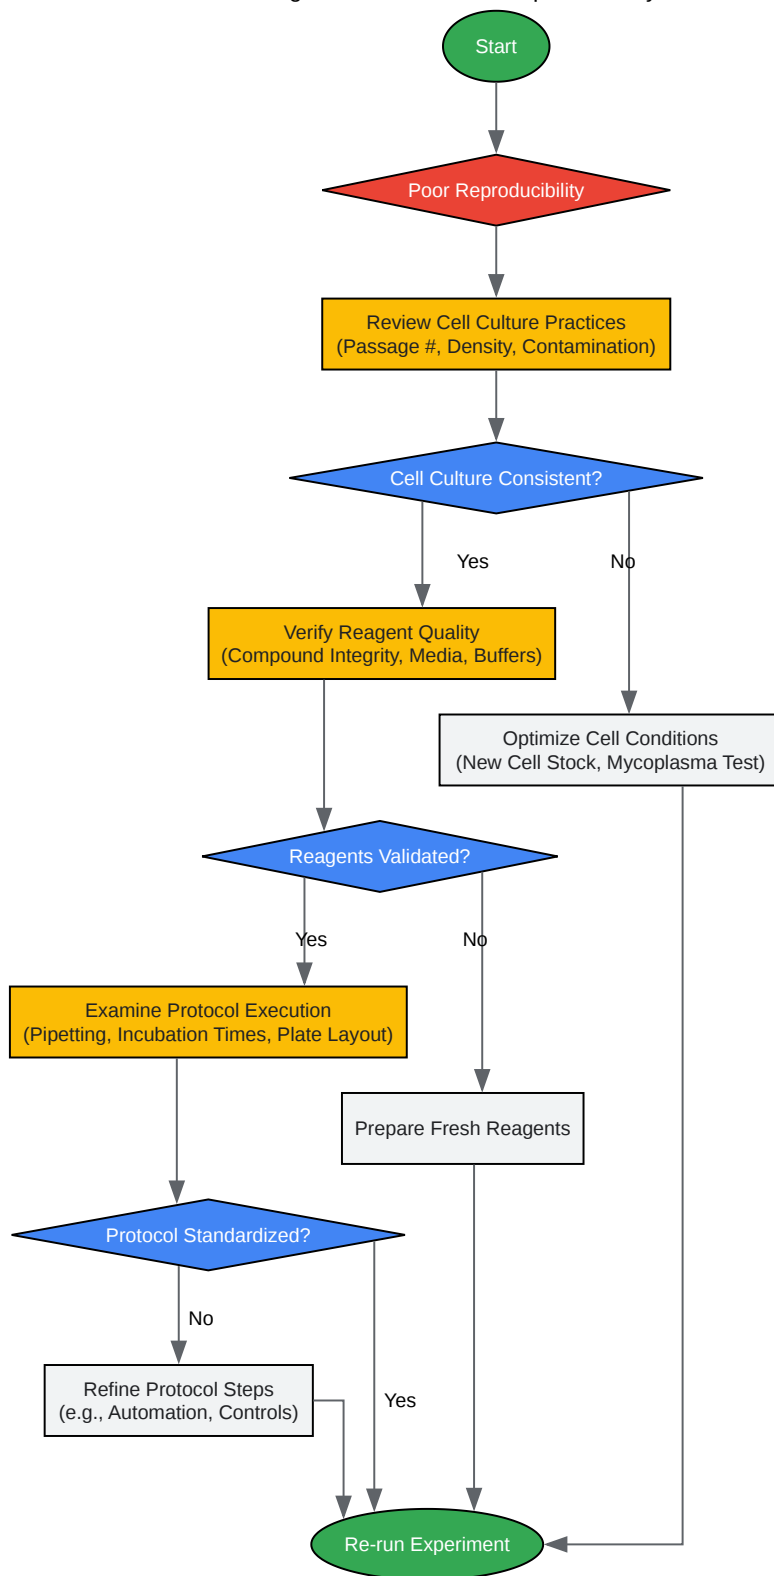 Start
Poor Reproducibility
Review Cell Culture Practices
(Passage #, Density, Contamination)
Cell Culture Consistent?
Yes
No
Verify Reagent Quality
(Compound Integrity, Media, Buffers)
Optimize Cell Conditions
(New Cell Stock, Mycoplasma Test)
Reagents Validated?
Yes
No
Examine Protocol Execution
(Pipetting, Incubation Times, Plate Layout)
Prepare Fresh Reagents
Protocol Standardized?
No
Refine Protocol Steps
(e.g., Automation, Controls)
Yes
Re-run Experiment